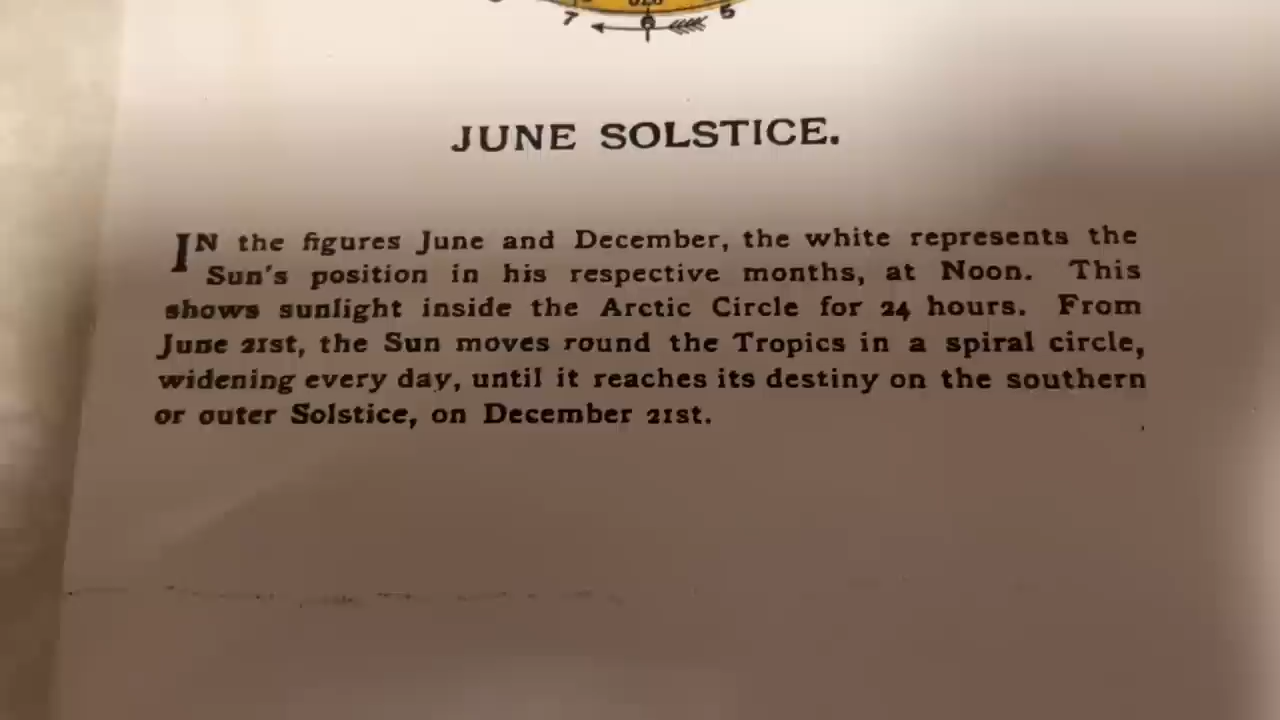 7 6 5
JUNE SOLSTICE.
IN the figures June and December, the white represents the
Sun's position in his respective months, at Noon. This
shows sunlight inside the Arctic Circle for 24 hours. From
June 21st, the Sun moves round the Tropics in a spiral circle,
widening every day, until it reaches its destiny on the southern
or outer Solstice, on December 21st.